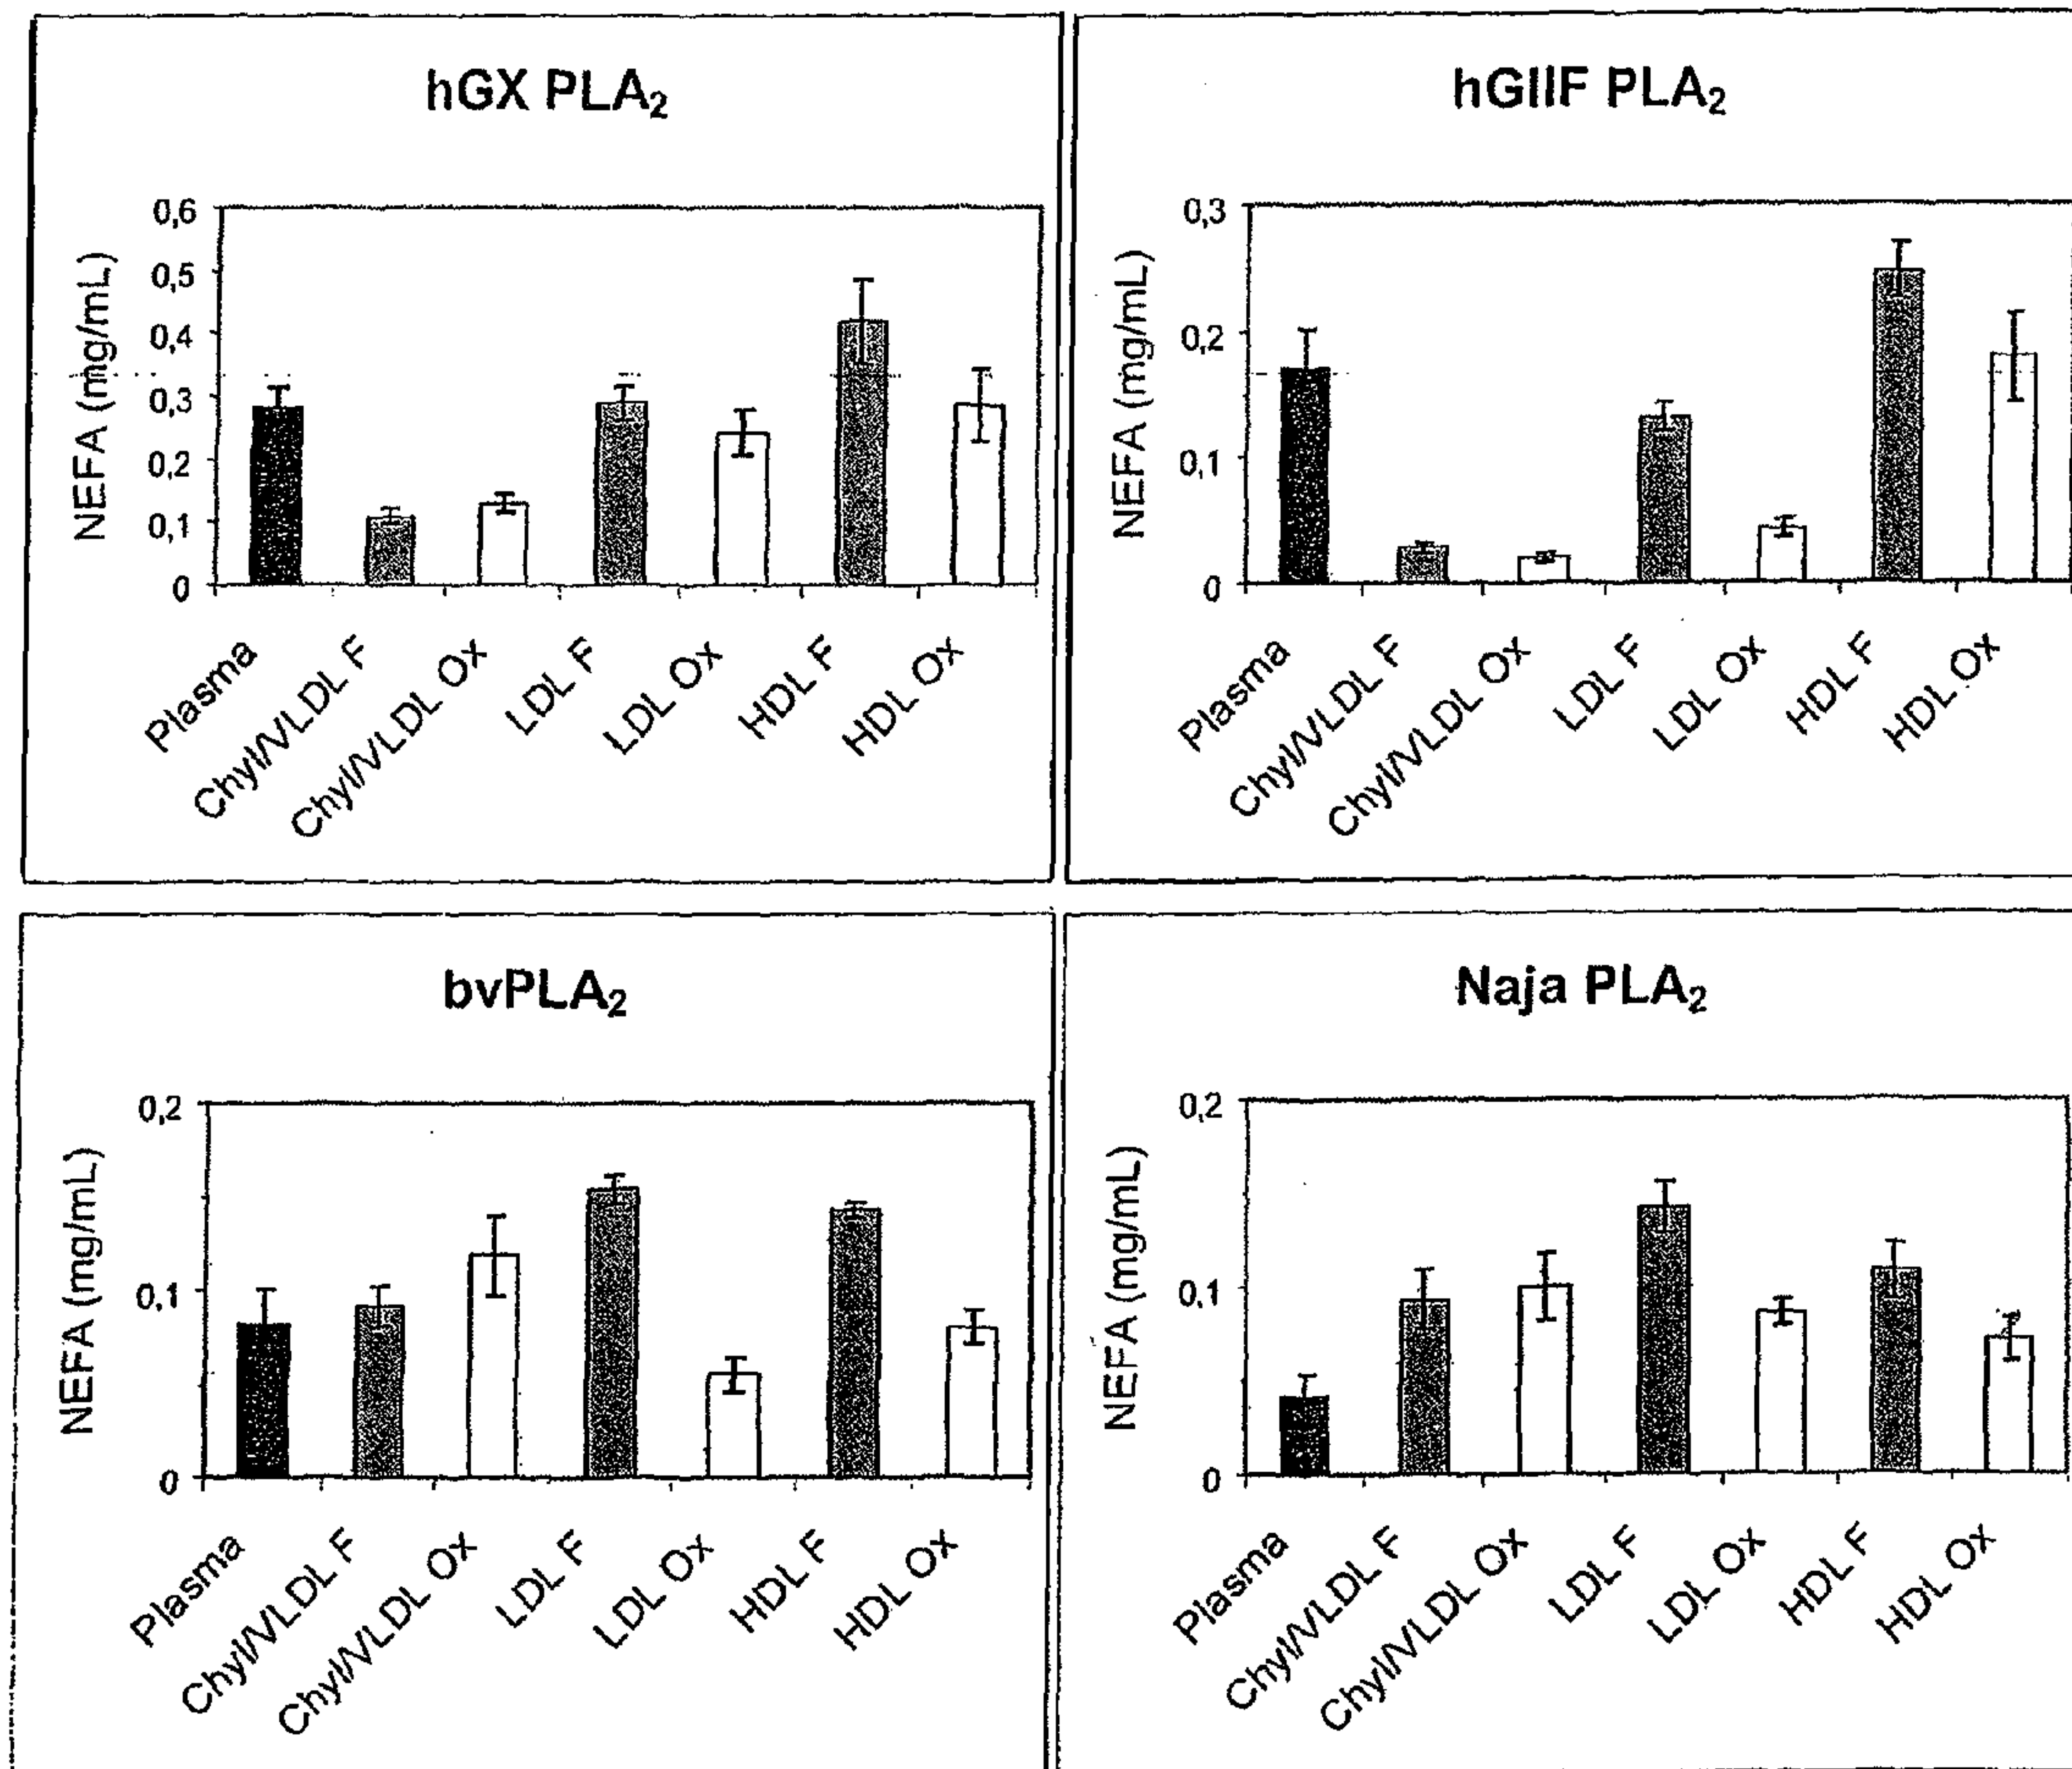 hGX PLA₂
NEFA (mg/mL)
0,6
0,5
0,4
0,3
0,2
0,1
0
Plasma
Chyl/VLDL F
Chyl/VLDL Ox
LDL F
LDL Ox
HDL F
HDL Ox
hGIIF PLA₂
NEFA (mg/mL)
0,3
0,2
0,1
0
Plasma
Chyl/VLDL F
Chyl/VLDL Ox
LDL F
LDL Ox
HDL F
HDL Ox
bvPLA₂
NEFA (mg/mL)
0,2
0,1
0
Plasma
Chyl/VLDL F
Chyl/VLDL Ox
LDL F
LDL Ox
HDL F
HDL Ox
Naja PLA₂
NEFA (mg/mL)
0,2
0,1
0
Plasma
Chyl/VLDL F
Chyl/VLDL Ox
LDL F
LDL Ox
HDL F
HDL Ox